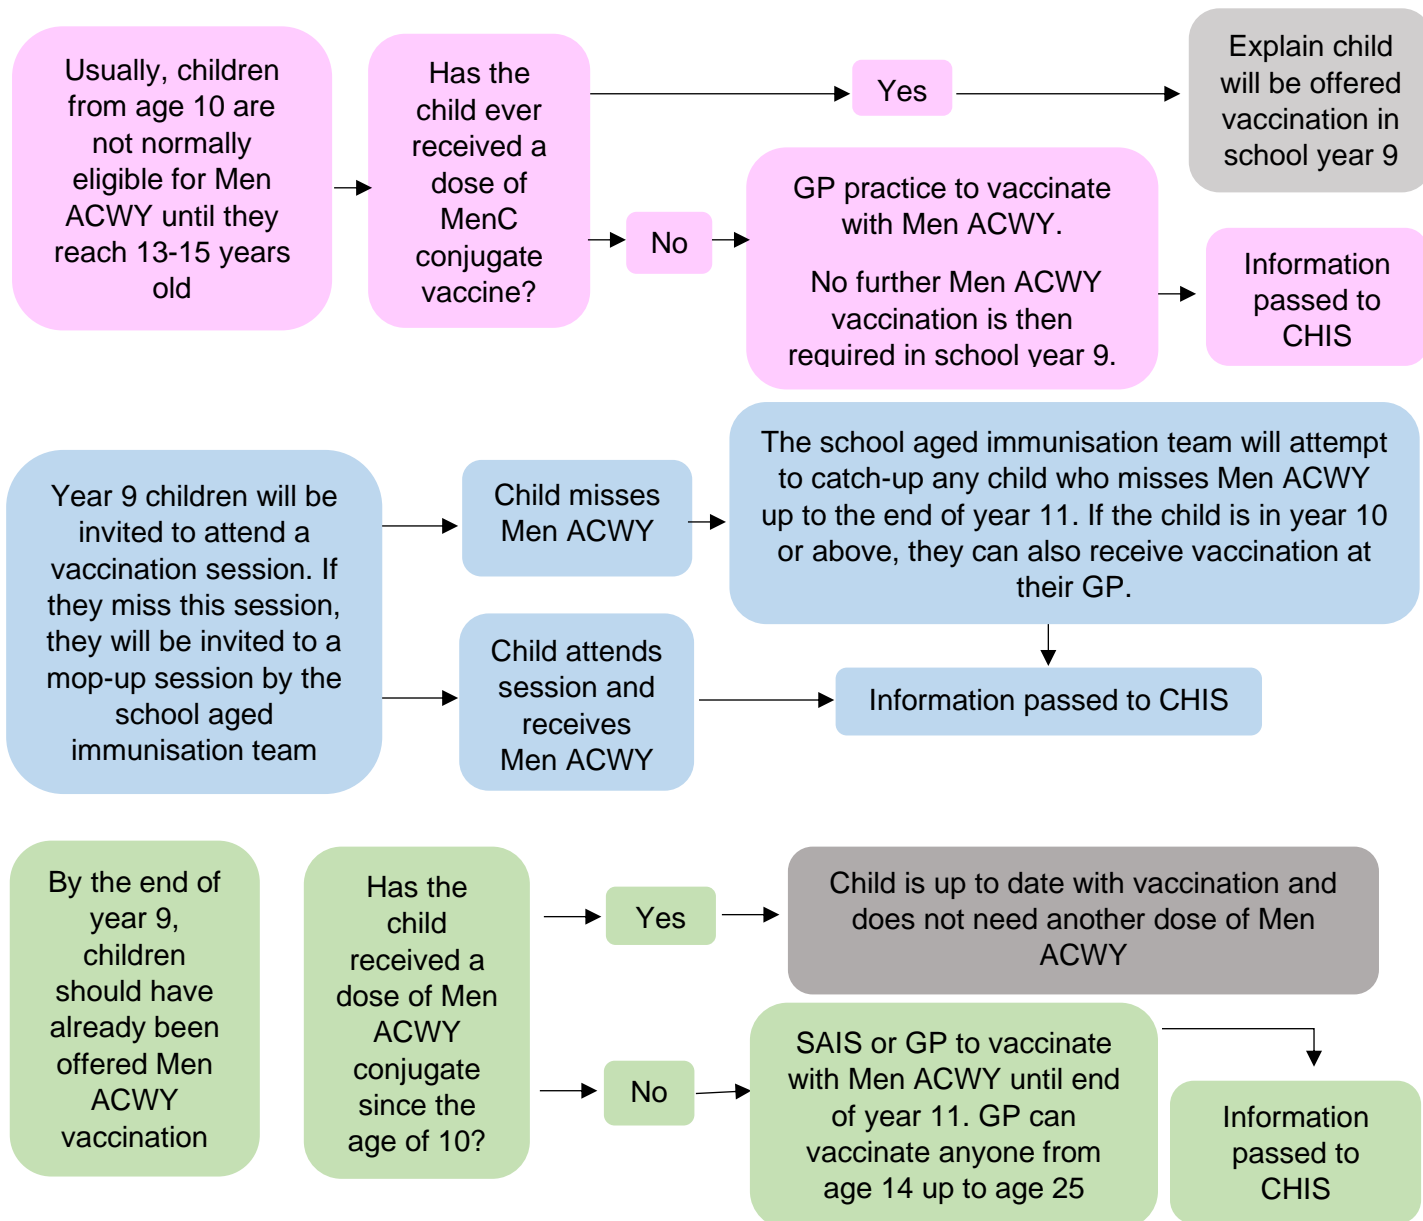 Usually, children
from age 10 are
not normally
eligible for Men
ACWY until they
reach 13-15 years
old
Has the
child ever
received a
dose of
MenC
conjugate
vaccine?
Yes
Explain child
will be offered
vaccination in
school year 9
No
GP practice to vaccinate
with Men ACWY.
No further Men ACWY
vaccination is then
required in school year 9.
Information
passed to
CHIS
Year 9 children will be
invited to attend a
vaccination session. If
they miss this session,
they will be invited to a
mop-up session by the
school aged
immunisation team
Child misses
Men ACWY
The school aged immunisation team will attempt
to catch-up any child who misses Men ACWY
up to the end of year 11. If the child is in year 10
or above, they can also receive vaccination at
their GP.
Child attends
session and
receives
Men ACWY
Information passed to CHIS
By the end of
year 9,
children
should have
already been
offered Men
ACWY
vaccination
Has the
child
received a
dose of Men
ACWY
conjugate
since the
age of 10?
Yes
Child is up to date with vaccination and
does not need another dose of Men
ACWY
No
SAIS or GP to vaccinate
with Men ACWY until end
of year 11. GP can
vaccinate anyone from
age 14 up to age 25
Information
passed to
CHIS